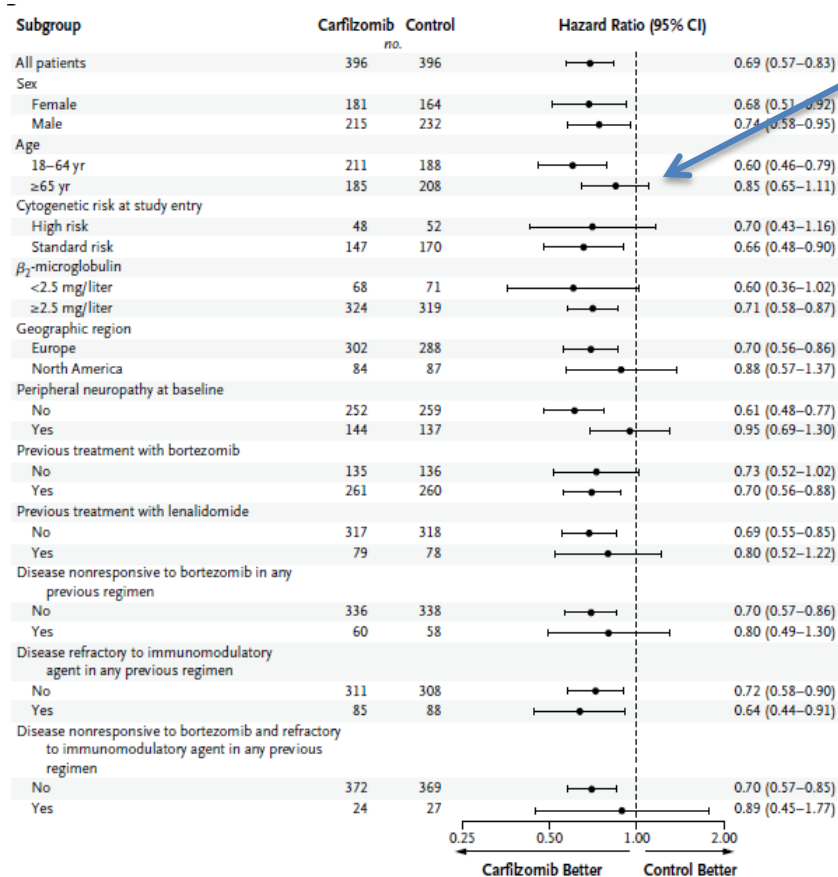 Subgroup Carfilzomib Control Hazard Ratio (95% CI)
no.
All patients 396 396 0.69 (0.57–0.83)
Sex
Female 181 164 0.68 (0.51–0.92)
Male 215 232 0.74 (0.58–0.95)
Age
18–64 yr 211 188 0.60 (0.46–0.79)
≥65 yr 185 208 0.85 (0.65–1.11)
Cytogenetic risk at study entry
High risk 48 52 0.70 (0.43–1.16)
Standard risk 147 170 0.66 (0.48–0.90)
β2-microglobulin
<2.5 mg/liter 68 71 0.60 (0.36–1.02)
≥2.5 mg/liter 324 319 0.71 (0.58–0.87)
Geographic region
Europe 302 288 0.70 (0.56–0.86)
North America 84 87 0.88 (0.57–1.37)
Peripheral neuropathy at baseline
No 252 259 0.61 (0.48–0.77)
Yes 144 137 0.95 (0.69–1.30)
Previous treatment with bortezomib
No 135 136 0.73 (0.52–1.02)
Yes 261 260 0.70 (0.56–0.88)
Previous treatment with lenalidomide
No 317 318 0.69 (0.55–0.85)
Yes 79 78 0.80 (0.52–1.22)
Disease nonresponsive to bortezomib in any
previous regimen
No 336 338 0.70 (0.57–0.86)
Yes 60 58 0.80 (0.49–1.30)
Disease refractory to immunomodulatory
agent in any previous regimen
No 311 308 0.72 (0.58–0.90)
Yes 85 88 0.64 (0.44–0.91)
Disease nonresponsive to bortezomib and refractory
to immunomodulatory agent in any previous
regimen
No 372 369 0.70 (0.57–0.85)
Yes 24 27 0.89 (0.45–1.77)
0.25 0.50 1.00 2.00
Carfilzomib Better Control Better